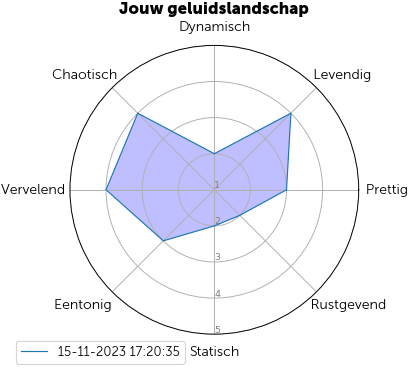 Jouw geluidslandschap
Dynamisch
Chaotisch
Levendig
Vervelend
1
Prettig
2
3
Eentonig
4
Rustgevend
5
15-11-2023 17:20:35
Statisch